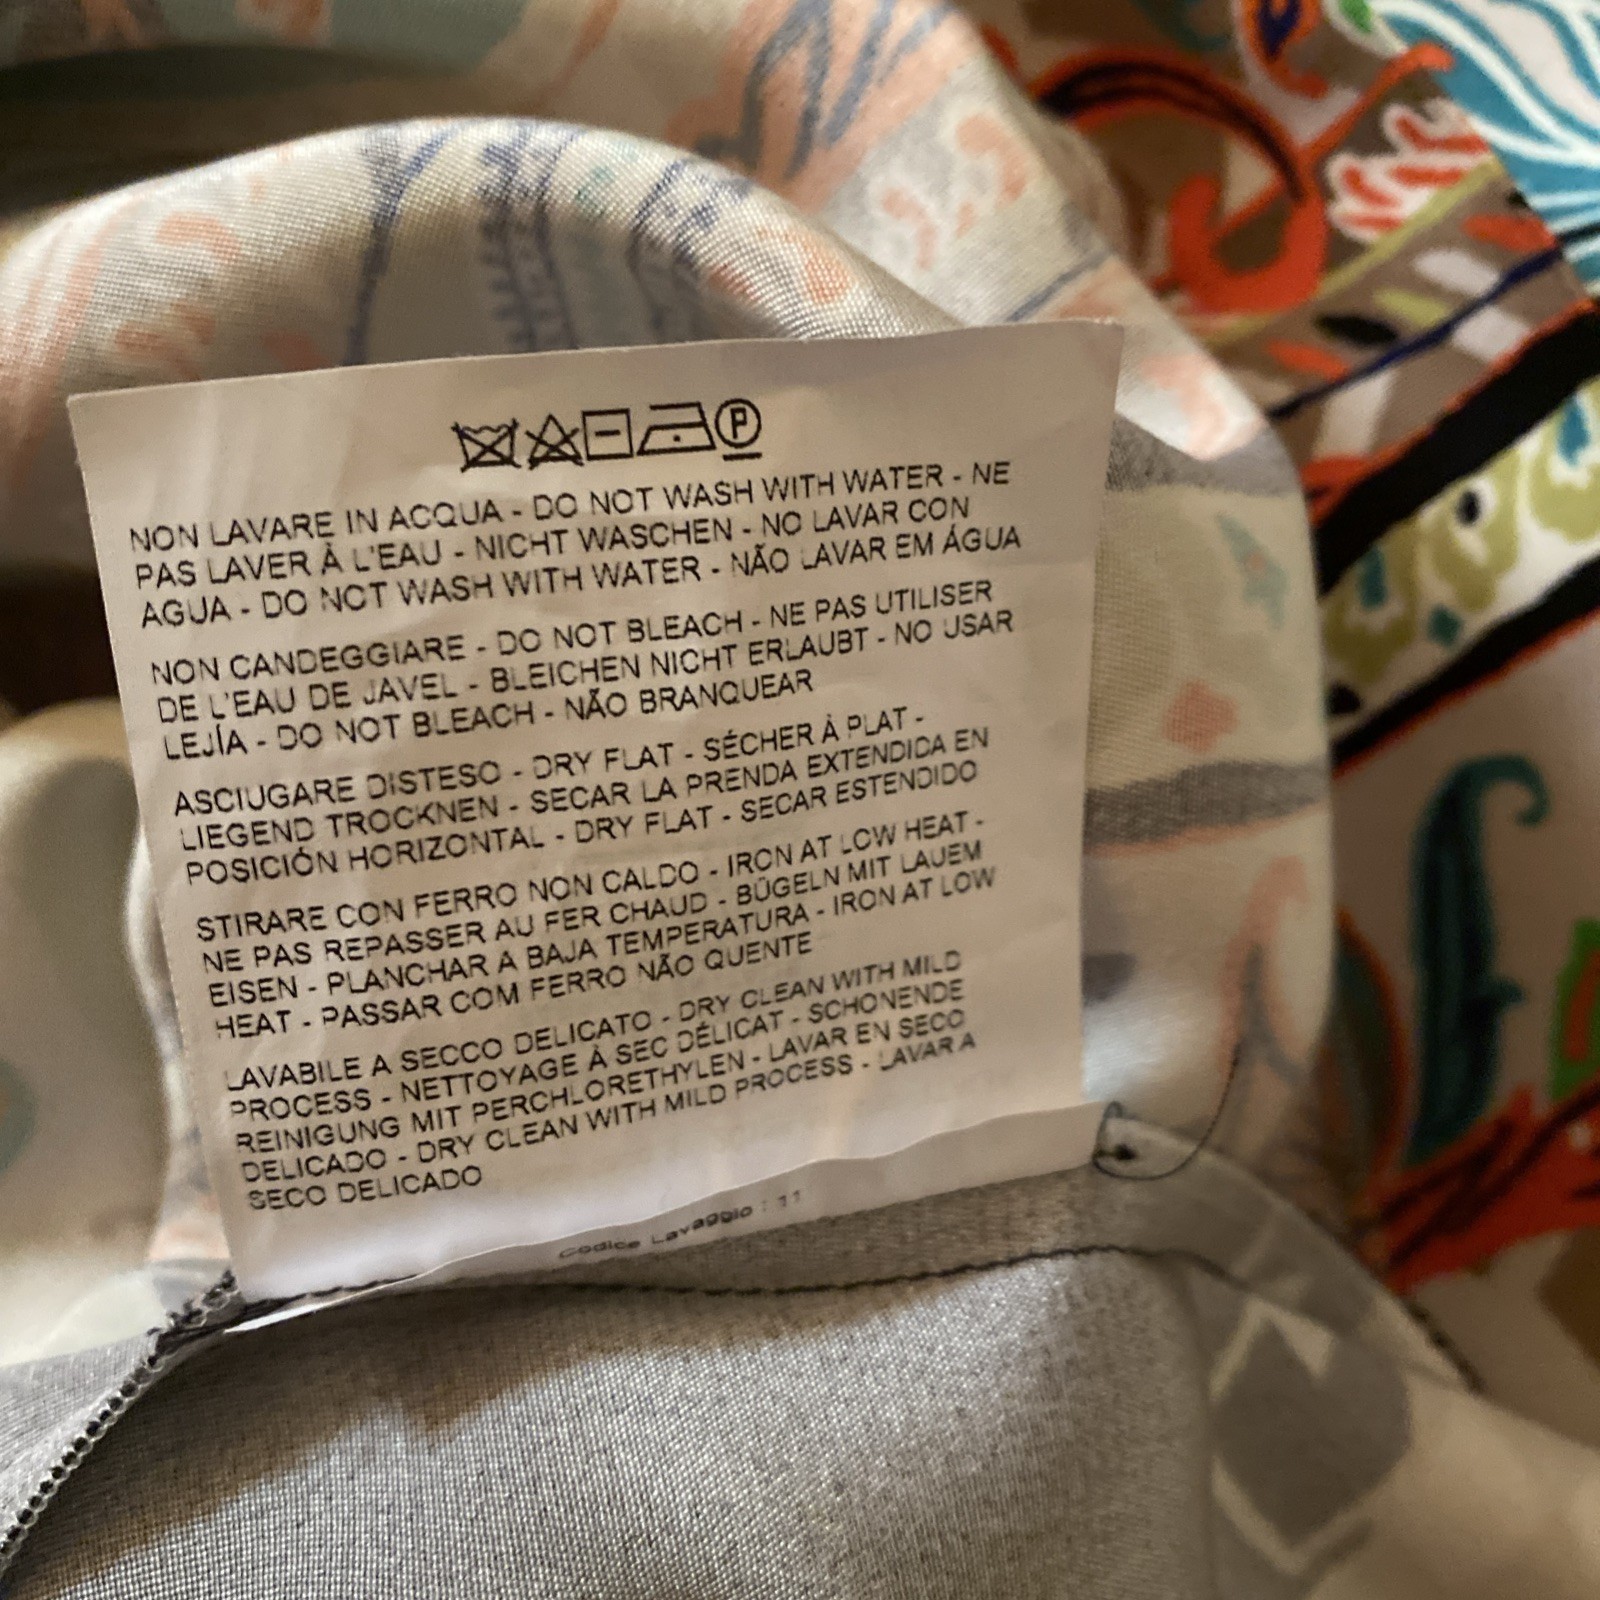 P
NON LAVARE IN ACQUA - DO NOT WASH WITH WATER - NE
PAS LAVER À L'EAU - NICHT WASCHEN - NO LAVAR CON
AGUA - DO NOT WASH WITH WATER - NÃO LAVAR EM ÁGUA
NON CANDEGGIARE - DO NOT BLEACH - NE PAS UTILISER
DE L'EAU DE JAVEL - BLEICHEN NICHT ERLAUBT - NO USAR
LEJÍA - DO NOT BLEACH - NÃO BRANQUEAR
ASCIUGARE DISTESO - DRY FLAT - SÉCHER À PLAT -
LIEGEND TROCKNEN - SECAR LA PRENDA EXTENDIDA EN
POSICIÓN HORIZONTAL - DRY FLAT - SECAR ESTENDIDO
STIRARE CON FERRO NON CALDO - IRON AT LOW HEAT -
NE PAS REPASSER AU FER CHAUD - BÜGELN MIT LAUEM
EISEN - PLANCHAR A BAJA TEMPERATURA - IRON AT LOW
HEAT - PASSAR COM FERRO NÃO QUENTE
LAVABILE A SECCO DELICATO - DRY CLEAN WITH MILD
PROCESS - NETTOYAGE À SEC DÉLICAT - SCHONENDE
REINIGUNG MIT PERCHLORETHYLEN - LAVAR EN SECO
DELICADO - DRY CLEAN WITH MILD PROCESS - LAVAR A
SECO DELICADO
Codice Lavaggio : 11